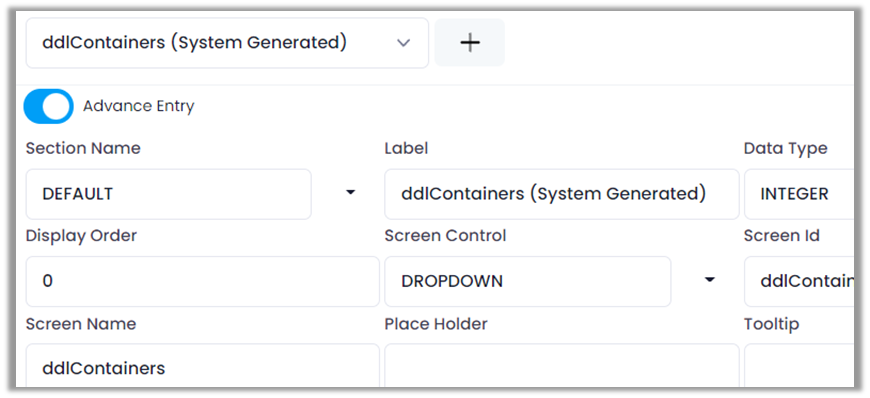 ddlContainers (System Generated)
Advance Entry
Section Name Label Data Type
DEFAULT ddlContainers (System Generated) INTEGER
Display Order Screen Control Screen Id
0 DROPDOWN ddlContain
Screen Name Place Holder Tooltip
ddlContainers